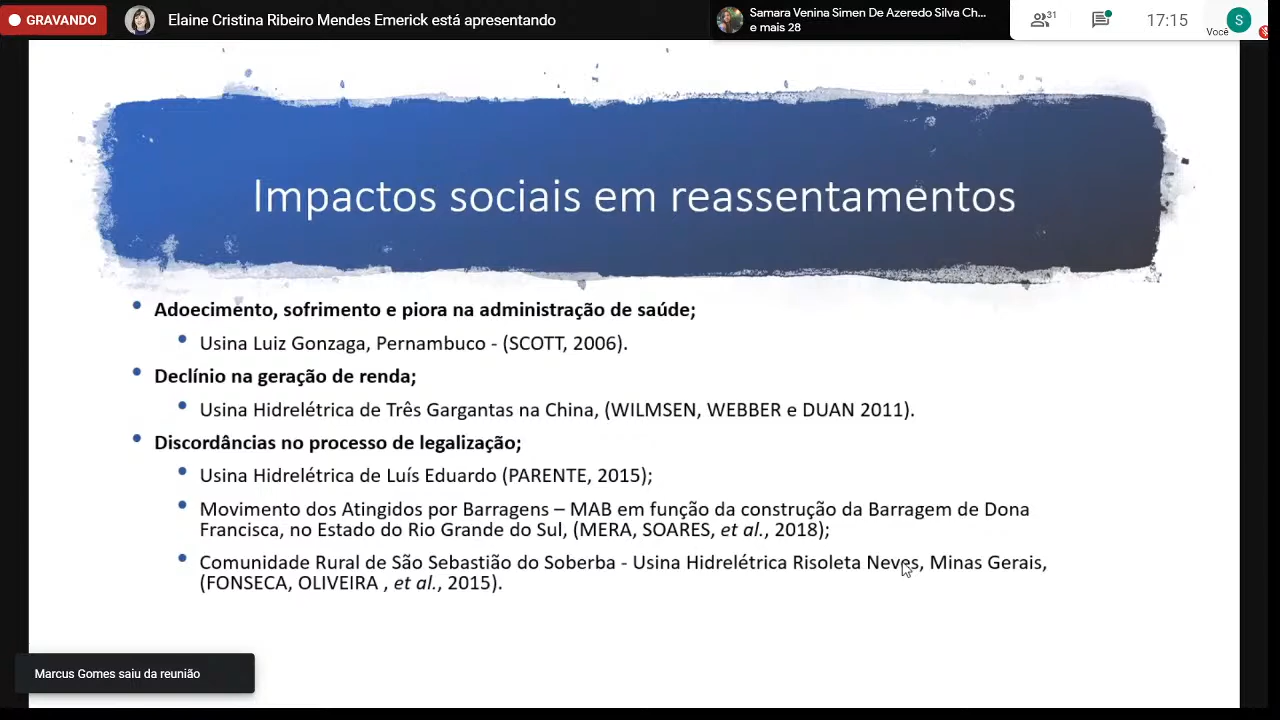 GRAVANDO
Elaine Cristina Ribeiro Mendes Emerick está apresentando
Samara Venina Simen De Azeredo Silva Ch...
e mais 28
31
17:15
Você
S
Impactos sociais em reassentamentos
• Adoecimento, sofrimento e piora na administração de saúde;
• Usina Luiz Gonzaga, Pernambuco - (SCOTT, 2006).
• Declínio na geração de renda;
• Usina Hidrelétrica de Três Gargantas na China, (WILMSEN, WEBBER e DUAN 2011).
• Discordâncias no processo de legalização;
• Usina Hidrelétrica de Luís Eduardo (PARENTE, 2015);
• Movimento dos Atingidos por Barragens – MAB em função da construção da Barragem de Dona
Francisca, no Estado do Rio Grande do Sul, (MERA, SOARES, et al., 2018);
• Comunidade Rural de São Sebastião do Soberba - Usina Hidrelétrica Risoleta Neves, Minas Gerais,
(FONSECA, OLIVEIRA , et al., 2015).
Marcus Gomes saiu da reunião